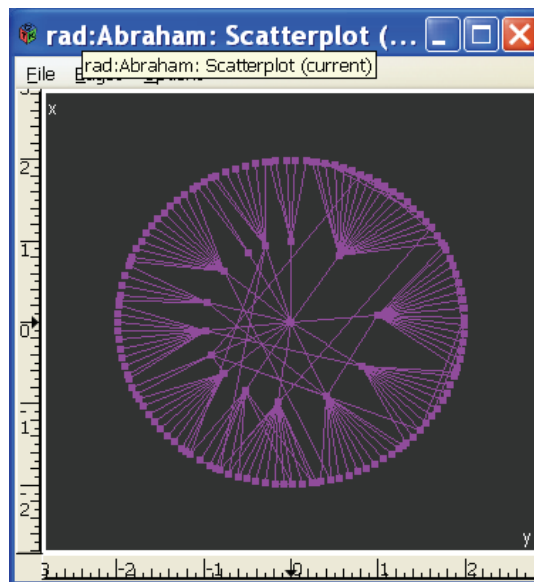 rad:Abraham: Scatterplot (...
rad:Abraham: Scatterplot (current)
File
x
2
1
0
-1
-2
y
-2
-1
0
1
2